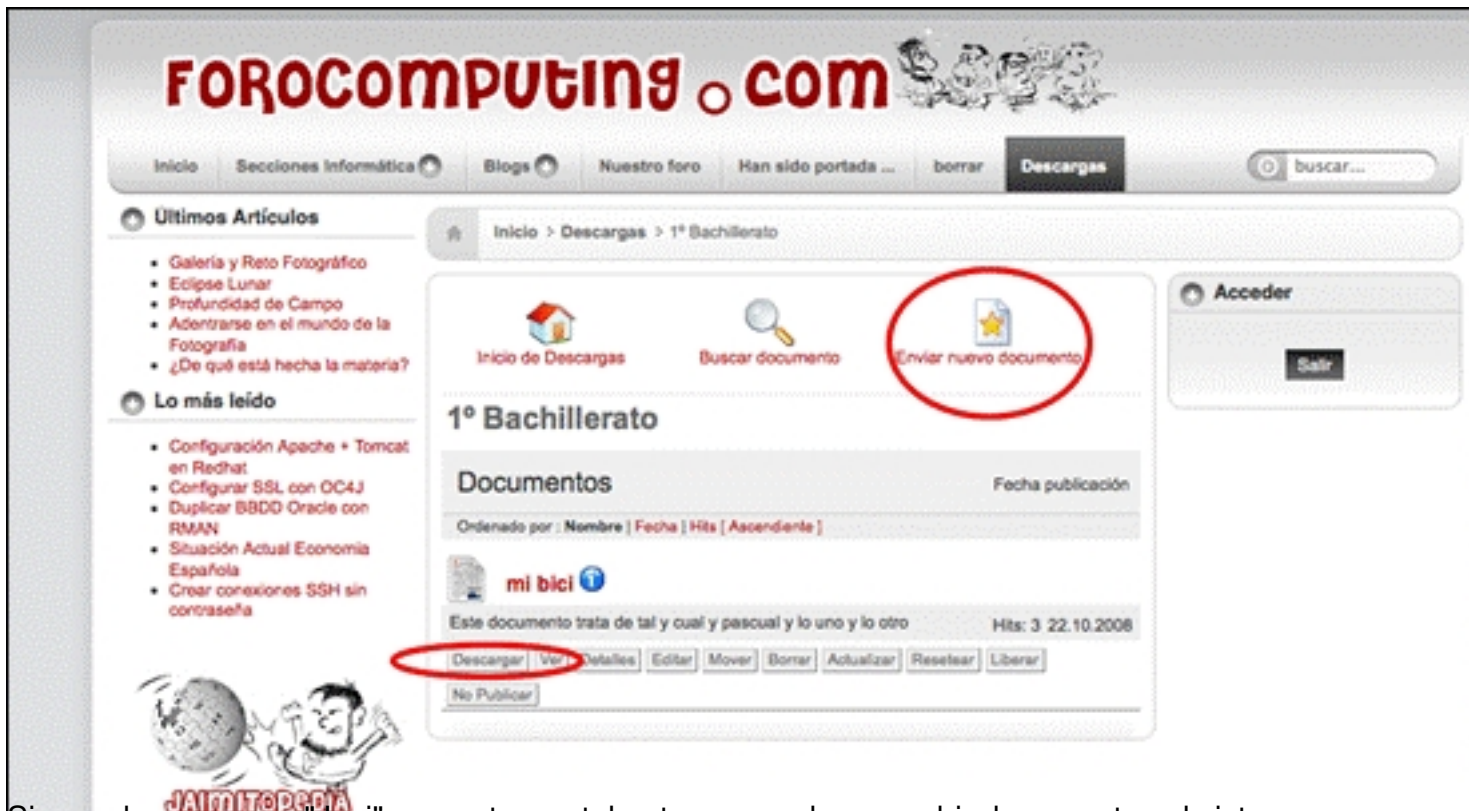 FOROCOMPUTING.COM
Inicio Secciones Informática Blogs Nuestro foro Han sido portada ... borrar Descargas buscar...
Últimos Artículos
Galería y Reto Fotográfico
Eclipse Lunar
Profundidad de Campo
Adentrarse en el mundo de la Fotografía
¿De qué está hecha la materia?
Lo más leído
Configuración Apache + Tomcat en Redhat
Configurar SSL con OC4J
Duplicar BBDD Oracle con RMAN
Situación Actual Economia Española
Crear conexiones SSH sin contraseña
JAIMITOPEDIA
Inicio > Descargas > 1º Bachillerato
Inicio de Descargas Buscar documento Enviar nuevo documento
1º Bachillerato
Documentos Fecha publicación
Ordenado por : Nombre | Fecha | Hits [ Ascendiente ]
mi bici
Este documento trata de tal y cual y pascual y lo uno y lo otro Hits: 3 22.10.2008
Descargar Ver Detalles Editar Mover Borrar Actualizar Resetear Liberar
No Publicar
Acceder
Salir